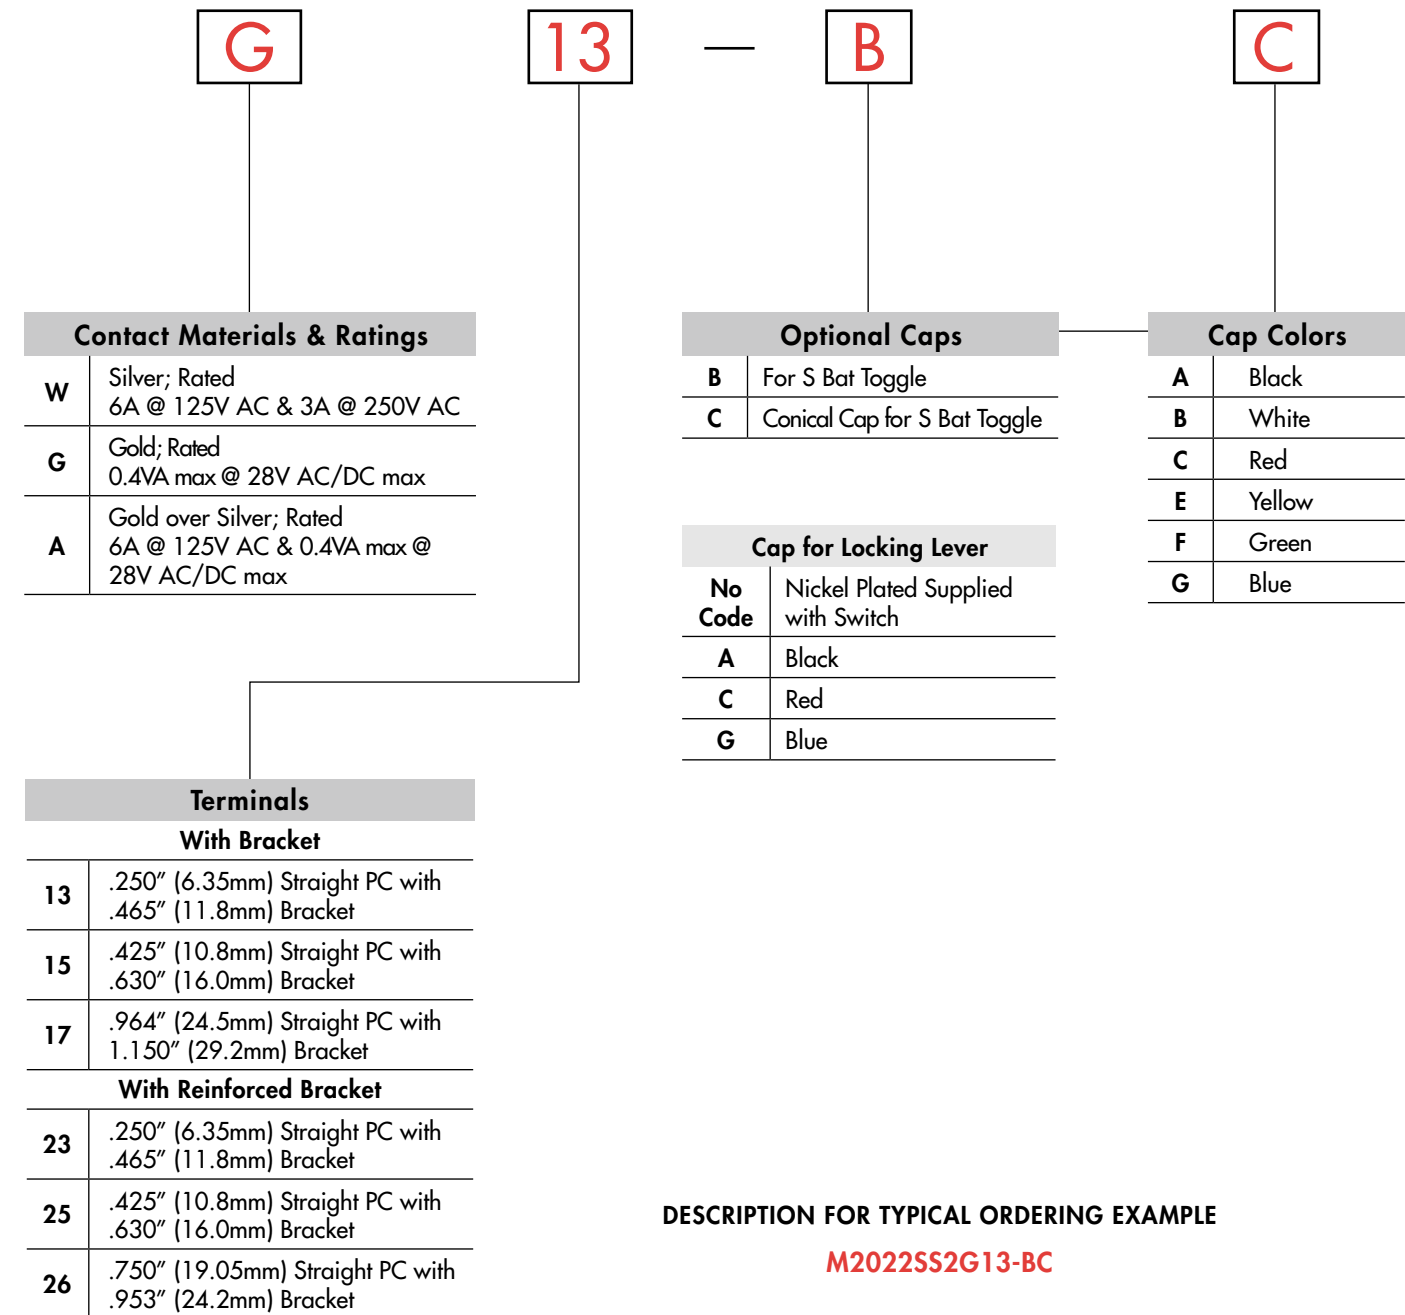 G 13 — B C
Contact Materials & Ratings
W Silver; Rated
6A @ 125V AC & 3A @ 250V AC
G Gold; Rated
0.4VA max @ 28V AC/DC max
A Gold over Silver; Rated
6A @ 125V AC & 0.4VA max @
28V AC/DC max
Optional Caps
B For S Bat Toggle
C Conical Cap for S Bat Toggle
Cap Colors
A Black
B White
C Red
E Yellow
F Green
G Blue
Cap for Locking Lever
No Code Nickel Plated Supplied
with Switch
A Black
C Red
G Blue
Terminals
With Bracket
13 .250″ (6.35mm) Straight PC with
.465″ (11.8mm) Bracket
15 .425″ (10.8mm) Straight PC with
.630″ (16.0mm) Bracket
17 .964″ (24.5mm) Straight PC with
1.150″ (29.2mm) Bracket
With Reinforced Bracket
23 .250″ (6.35mm) Straight PC with
.465″ (11.8mm) Bracket
25 .425″ (10.8mm) Straight PC with
.630″ (16.0mm) Bracket
26 .750″ (19.05mm) Straight PC with
.953″ (24.2mm) Bracket
DESCRIPTION FOR TYPICAL ORDERING EXAMPLE
M2022SS2G13-BC